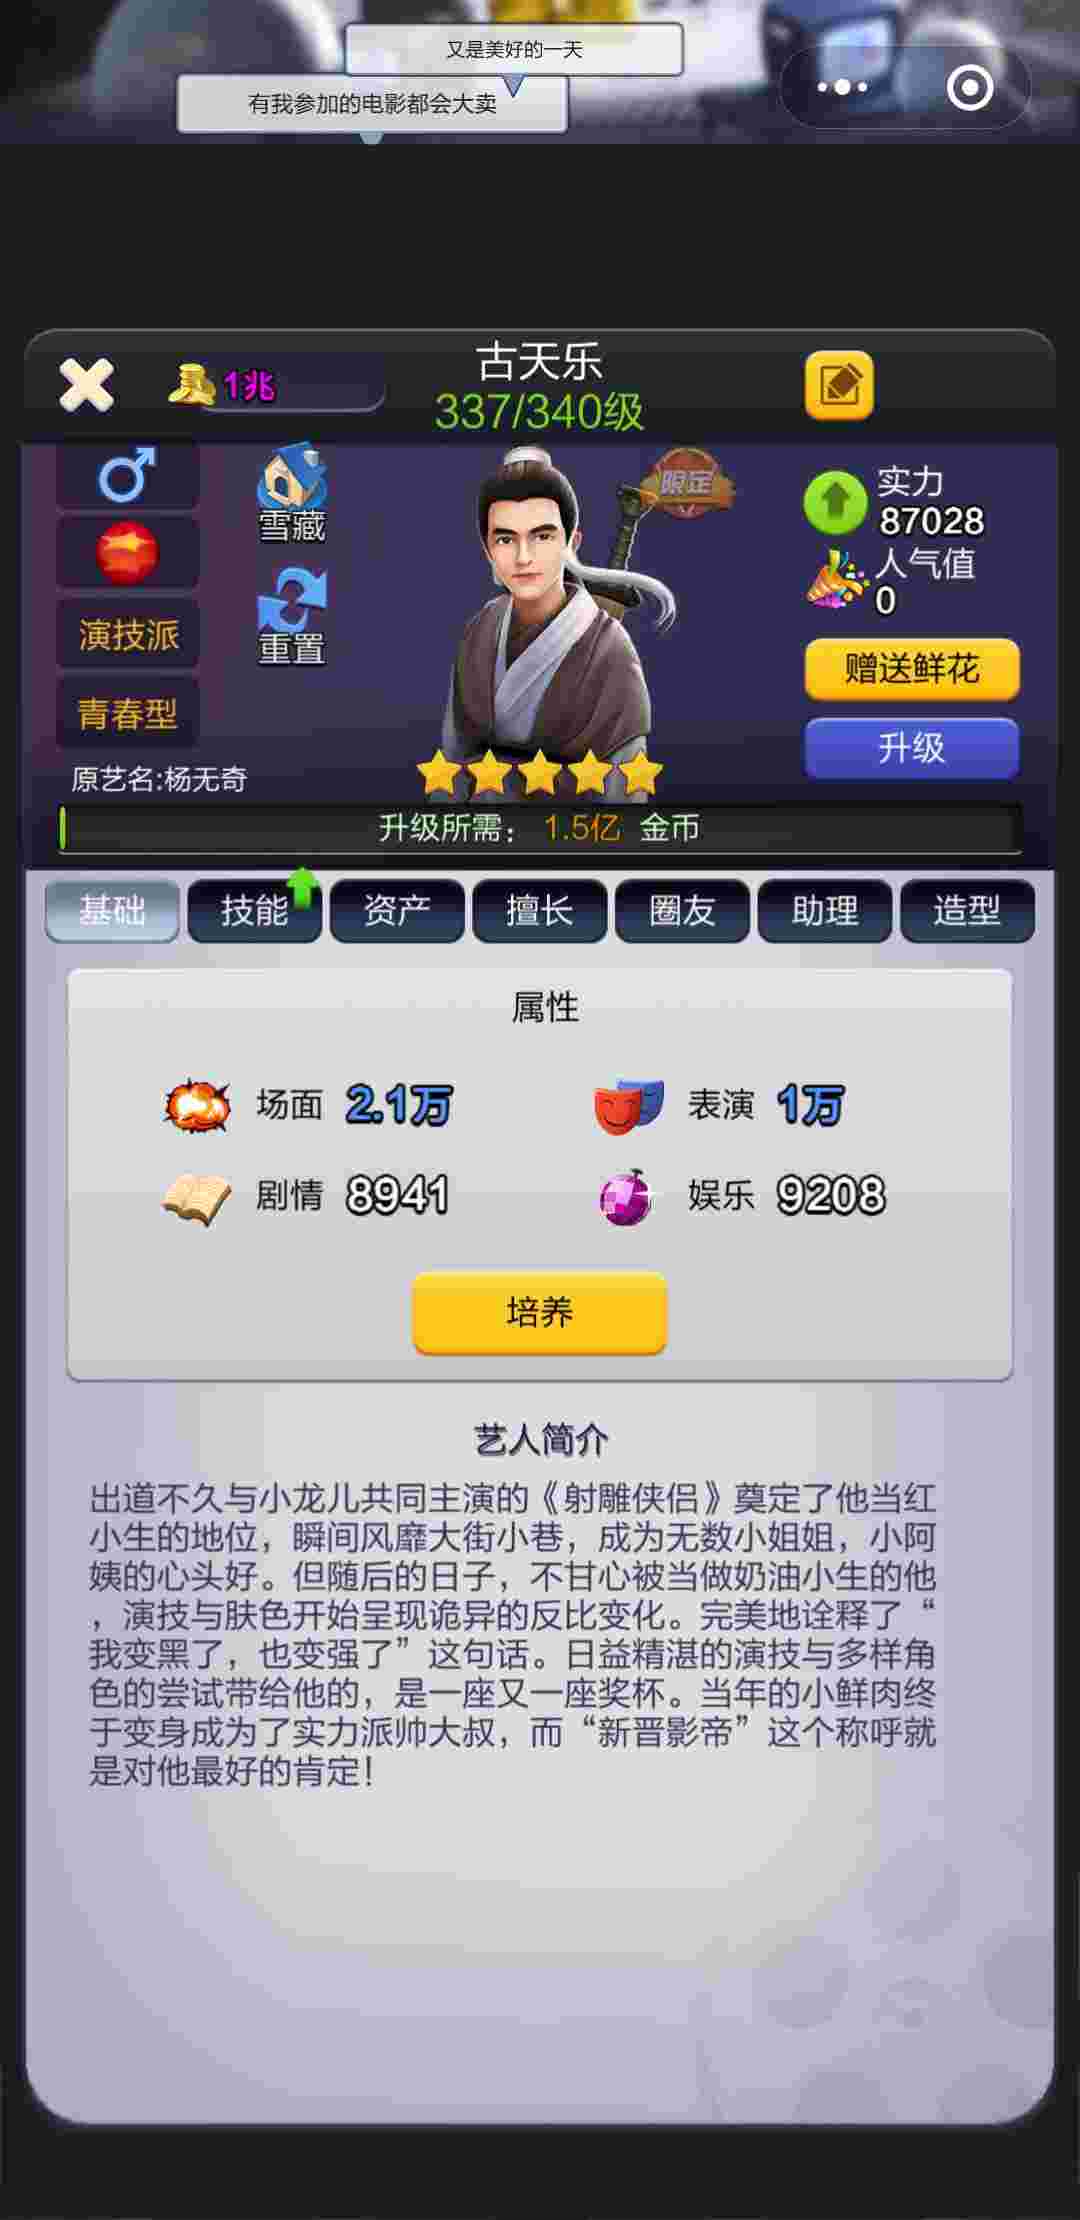 又是美好的一天
有我参加的电影都会大卖
古天乐
1兆
337/340级
限定
实力
87028
雪藏
人气值
0
演技派
重置
赠送鲜花
青春型
升级
原艺名:杨无奇
升级所需： 1.5亿 金币
基础 技能 资产 擅长 圈友 助理 造型
属性
场面 2.1万 表演 1万
剧情 8941 娱乐 9208
培养
艺人简介
出道不久与小龙儿共同主演的《射雕侠侣》奠定了他当红
小生的地位，瞬间风靡大街小巷，成为无数小姐姐，小阿
姨的心头好。但随后的日子，不甘心被当做奶油小生的他
，演技与肤色开始呈现诡异的反比变化。完美地诠释了“
我变黑了，也变强了”这句话。日益精湛的演技与多样角
色的尝试带给他的，是一座又一座奖杯。当年的小鲜肉终
于变身成为了实力派帅大叔，而“新晋影帝”这个称呼就
是对他最好的肯定！